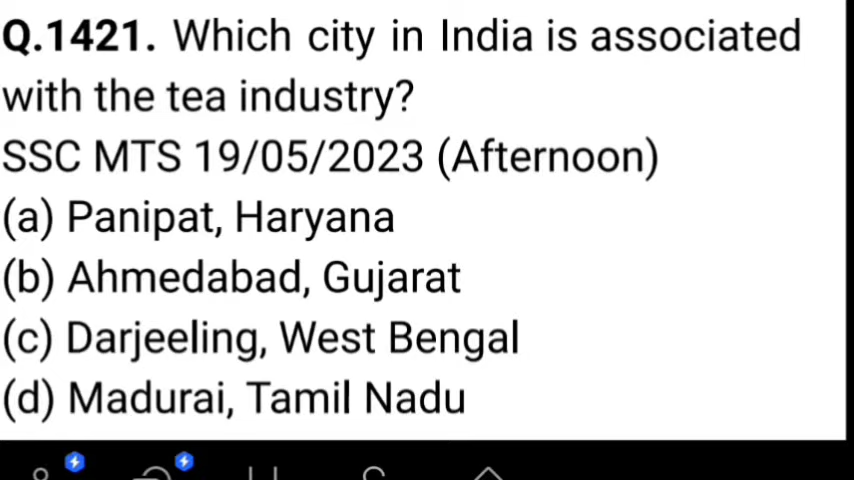 Q.1421. Which city in India is associated
with the tea industry?
SSC MTS 19/05/2023 (Afternoon)
(a) Panipat, Haryana
(b) Ahmedabad, Gujarat
(c) Darjeeling, West Bengal
(d) Madurai, Tamil Nadu